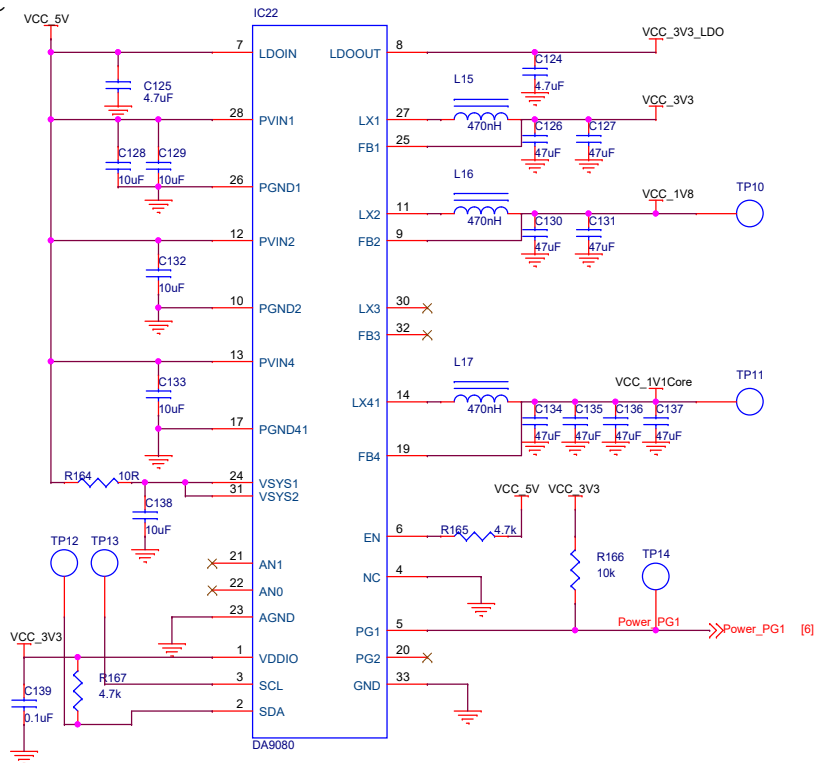 IC22
VCC_5V
7 LDOIN LDOOUT 8 VCC_3V3_LDO
C125
4.7uF
C124
4.7uF
L15
28 PVIN1 LX1 27 470nH VCC_3V3
FB1 25
C128 C129 C126 C127
10uF 10uF 47uF 47uF
26 PGND1
L16
LX2 11 470nH VCC_1V8 TP10
12 PVIN2 FB2 9
C130 C131
47uF 47uF
C132
10uF
10 PGND2 LX3 30
FB3 32
13 PVIN4
L17
C133
10uF
LX41 14 470nH VCC_1V1Core TP11
17 PGND41
C134 C135 C136 C137
47uF 47uF 47uF 47uF
FB4 19
R164 10R 24 VSYS1
31 VSYS2
C138
10uF
VCC_5V VCC_3V3
EN 6 R165 4.7k
TP12 TP13
21 AN1
22 AN0
NC 4
R166
10k
TP14
23 AGND
PG1 5 Power_PG1 Power_PG1 [6]
VCC_3V3
1 VDDIO PG2 20
R167
4.7k
3 SCL GND 33
C139
0.1uF
2 SDA
DA9080